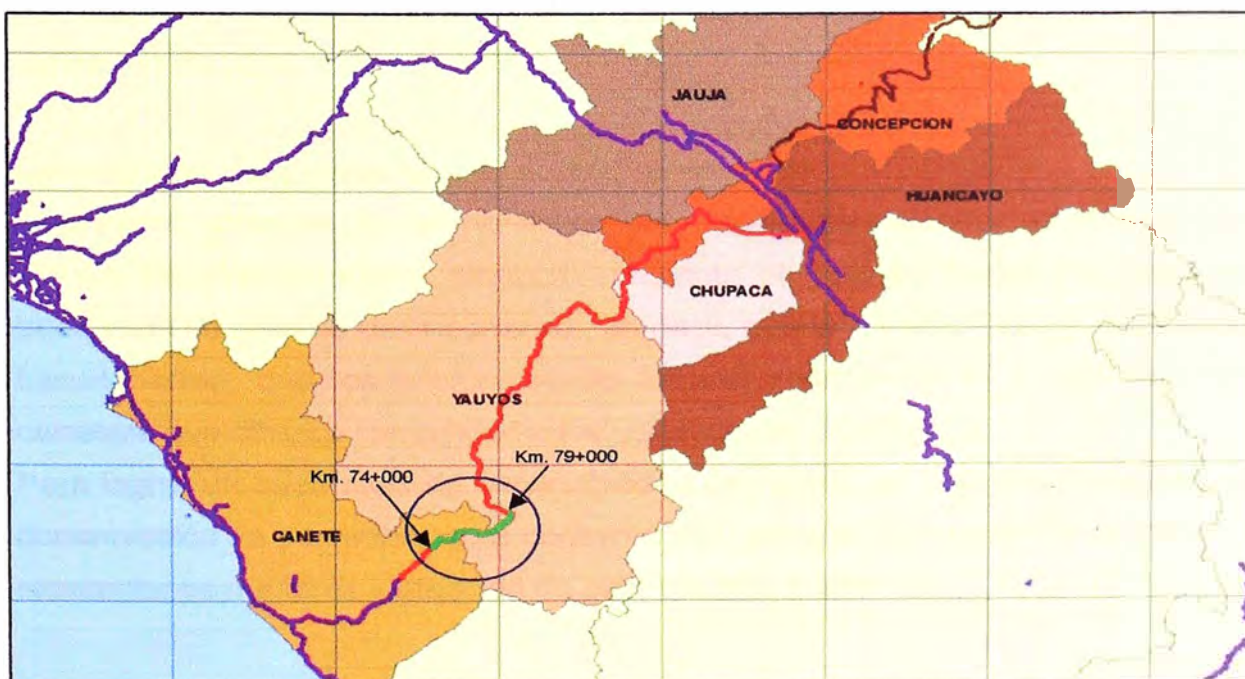 JAUJA
CONCEPCION
HUANCAYO
CHUPACA
YAUYOS
Km. 79+000
Km. 74+000
CANETE